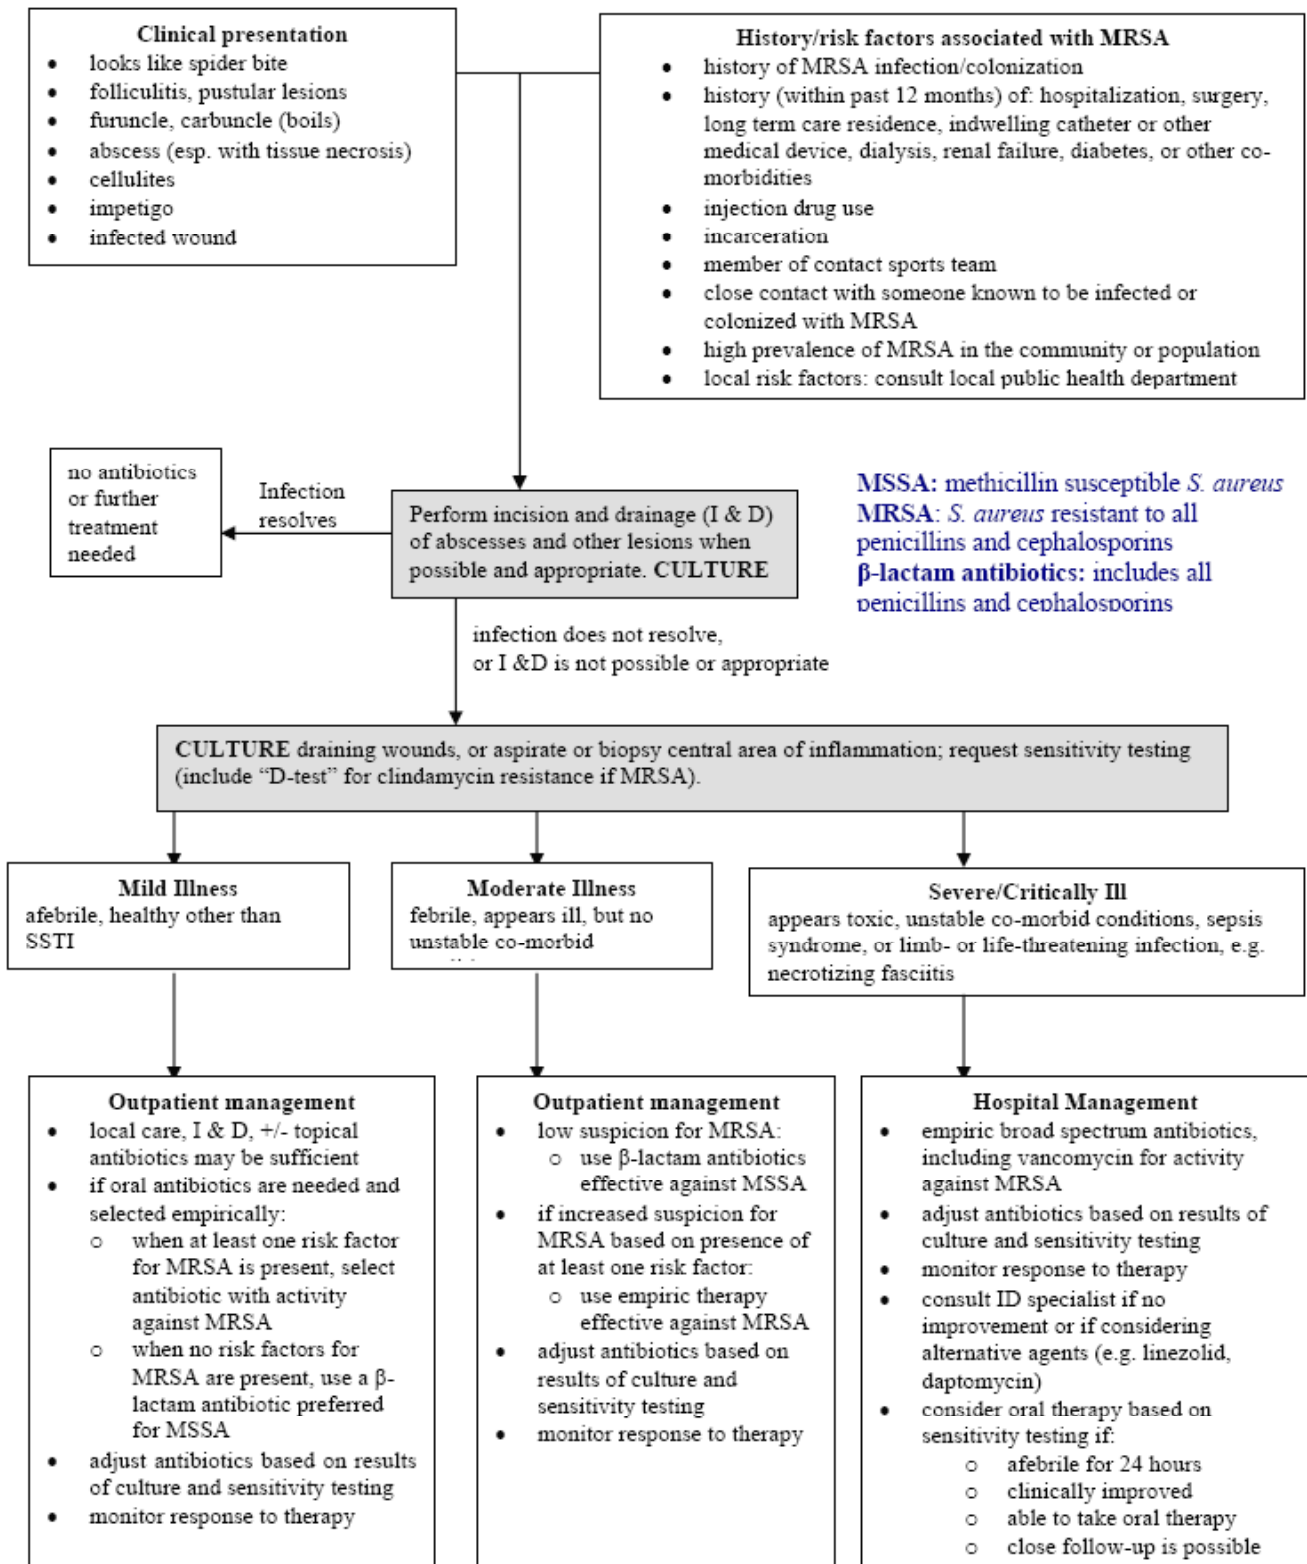 Clinical presentation
• looks like spider bite
• folliculitis, pustular lesions
• furuncle, carbuncle (boils)
• abscess (esp. with tissue necrosis)
• cellulites
• impetigo
• infected wound
History/risk factors associated with MRSA
• history of MRSA infection/colonization
• history (within past 12 months) of: hospitalization, surgery,
long term care residence, indwelling catheter or other
medical device, dialysis, renal failure, diabetes, or other co-
morbidities
• injection drug use
• incarceration
• member of contact sports team
• close contact with someone known to be infected or
colonized with MRSA
• high prevalence of MRSA in the community or population
• local risk factors: consult local public health department
no antibiotics
or further
treatment
needed
Infection
resolves
Perform incision and drainage (I & D)
of abscesses and other lesions when
possible and appropriate. CULTURE
MSSA: methicillin susceptible S. aureus
MRSA: S. aureus resistant to all
penicillins and cephalosporins
β-lactam antibiotics: includes all
penicillins and cephalosporins
infection does not resolve,
or I &D is not possible or appropriate
CULTURE draining wounds, or aspirate or biopsy central area of inflammation; request sensitivity testing
(include “D-test” for clindamycin resistance if MRSA).
Mild Illness
afebrile, healthy other than
SSTI
Moderate Illness
febrile, appears ill, but no
unstable co-morbid
Severe/Critically Ill
appears toxic, unstable co-morbid conditions, sepsis
syndrome, or limb- or life-threatening infection, e.g.
necrotizing fasciitis
Outpatient management
• local care, I & D, +/- topical
antibiotics may be sufficient
• if oral antibiotics are needed and
selected empirically:
o when at least one risk factor
for MRSA is present, select
antibiotic with activity
against MRSA
o when no risk factors for
MRSA are present, use a β-
lactam antibiotic preferred
for MSSA
• adjust antibiotics based on results
of culture and sensitivity testing
• monitor response to therapy
Outpatient management
• low suspicion for MRSA:
o use β-lactam antibiotics
effective against MSSA
• if increased suspicion for
MRSA based on presence of
at least one risk factor:
o use empiric therapy
effective against MRSA
• adjust antibiotics based on
results of culture and
sensitivity testing
• monitor response to therapy
Hospital Management
• empiric broad spectrum antibiotics,
including vancomycin for activity
against MRSA
• adjust antibiotics based on results of
culture and sensitivity testing
• monitor response to therapy
• consult ID specialist if no
improvement or if considering
alternative agents (e.g. linezolid,
daptomycin)
• consider oral therapy based on
sensitivity testing if:
o afebrile for 24 hours
o clinically improved
o able to take oral therapy
o close follow-up is possible